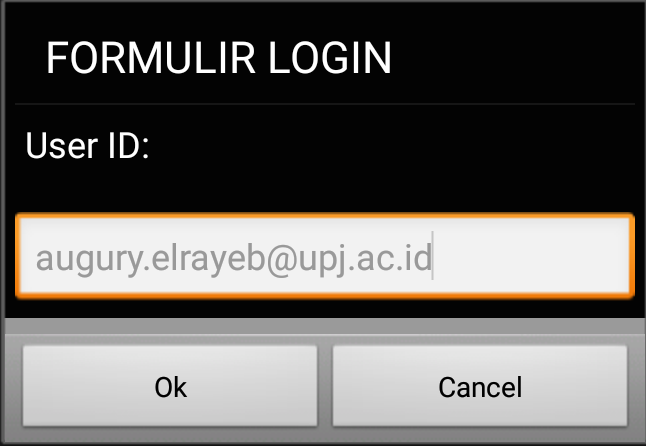 FORMULIR LOGIN
User ID:
augury.elrayeb@upj.ac.id
Ok
Cancel